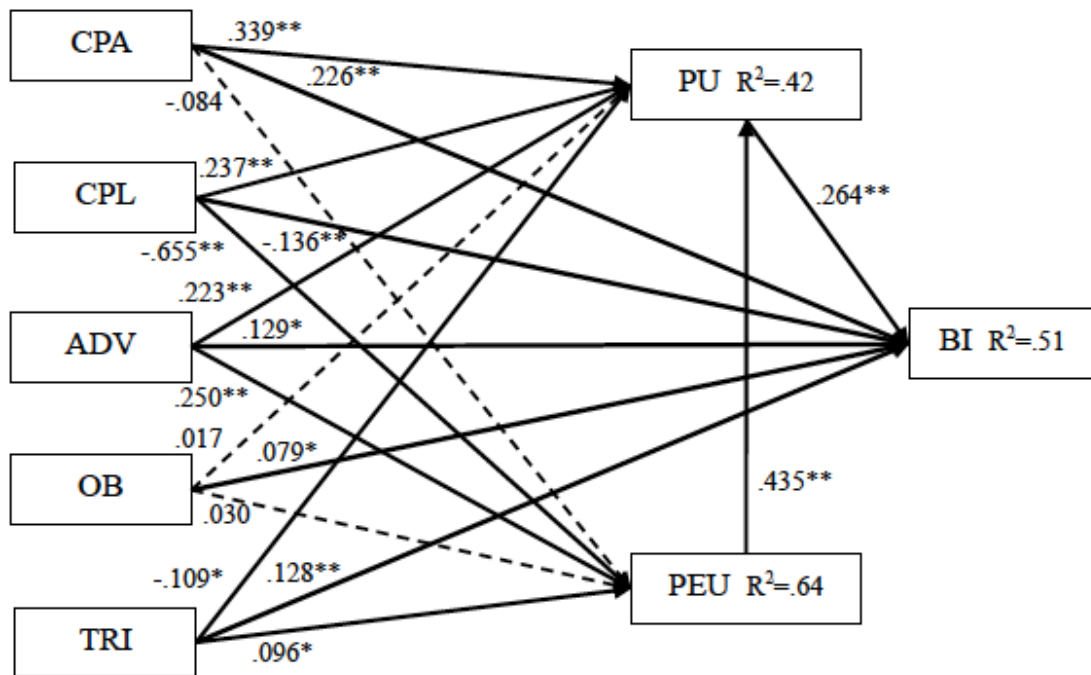 CPA
.339**
.226**
-.084
PU R²=.42
CPL
.237**
-.136**
-.655**
.264**
.223**
ADV
.129*
BI R²=.51
.250**
.017
OB
.079*
.030
.435**
-.109*
.128**
PEU R²=.64
TRI
.096*